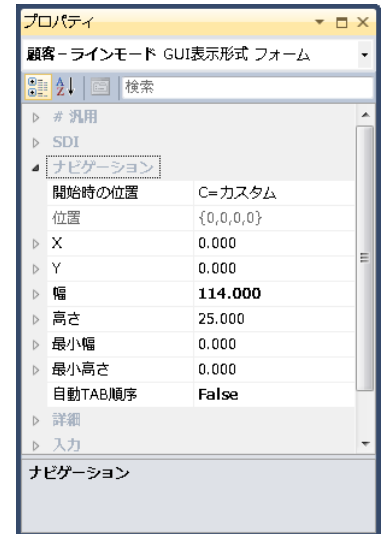 プロパティ
顧客 - ラインモード GUI表示形式 フォーム
検索
# 汎用
SDI
ナビゲーション
開始時の位置 C=カスタム
位置 {0,0,0,0}
X 0.000
Y 0.000
幅 114.000
高さ 25.000
最小幅 0.000
最小高さ 0.000
自動TAB順序 False
詳細
入力
ナビゲーション